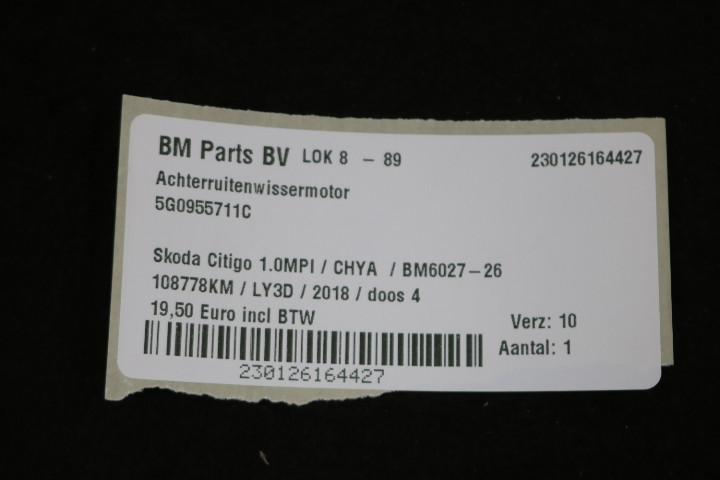 BM Parts BV LOK 8 - 89 230126164427
Achterruitenwissermotor
5G0955711C
Skoda Citigo 1.0MPI / CHYA / BM6027-26
108778KM / LY3D / 2018 / doos 4
19,50 Euro incl BTW Verz: 10
Aantal: 1
230126164427